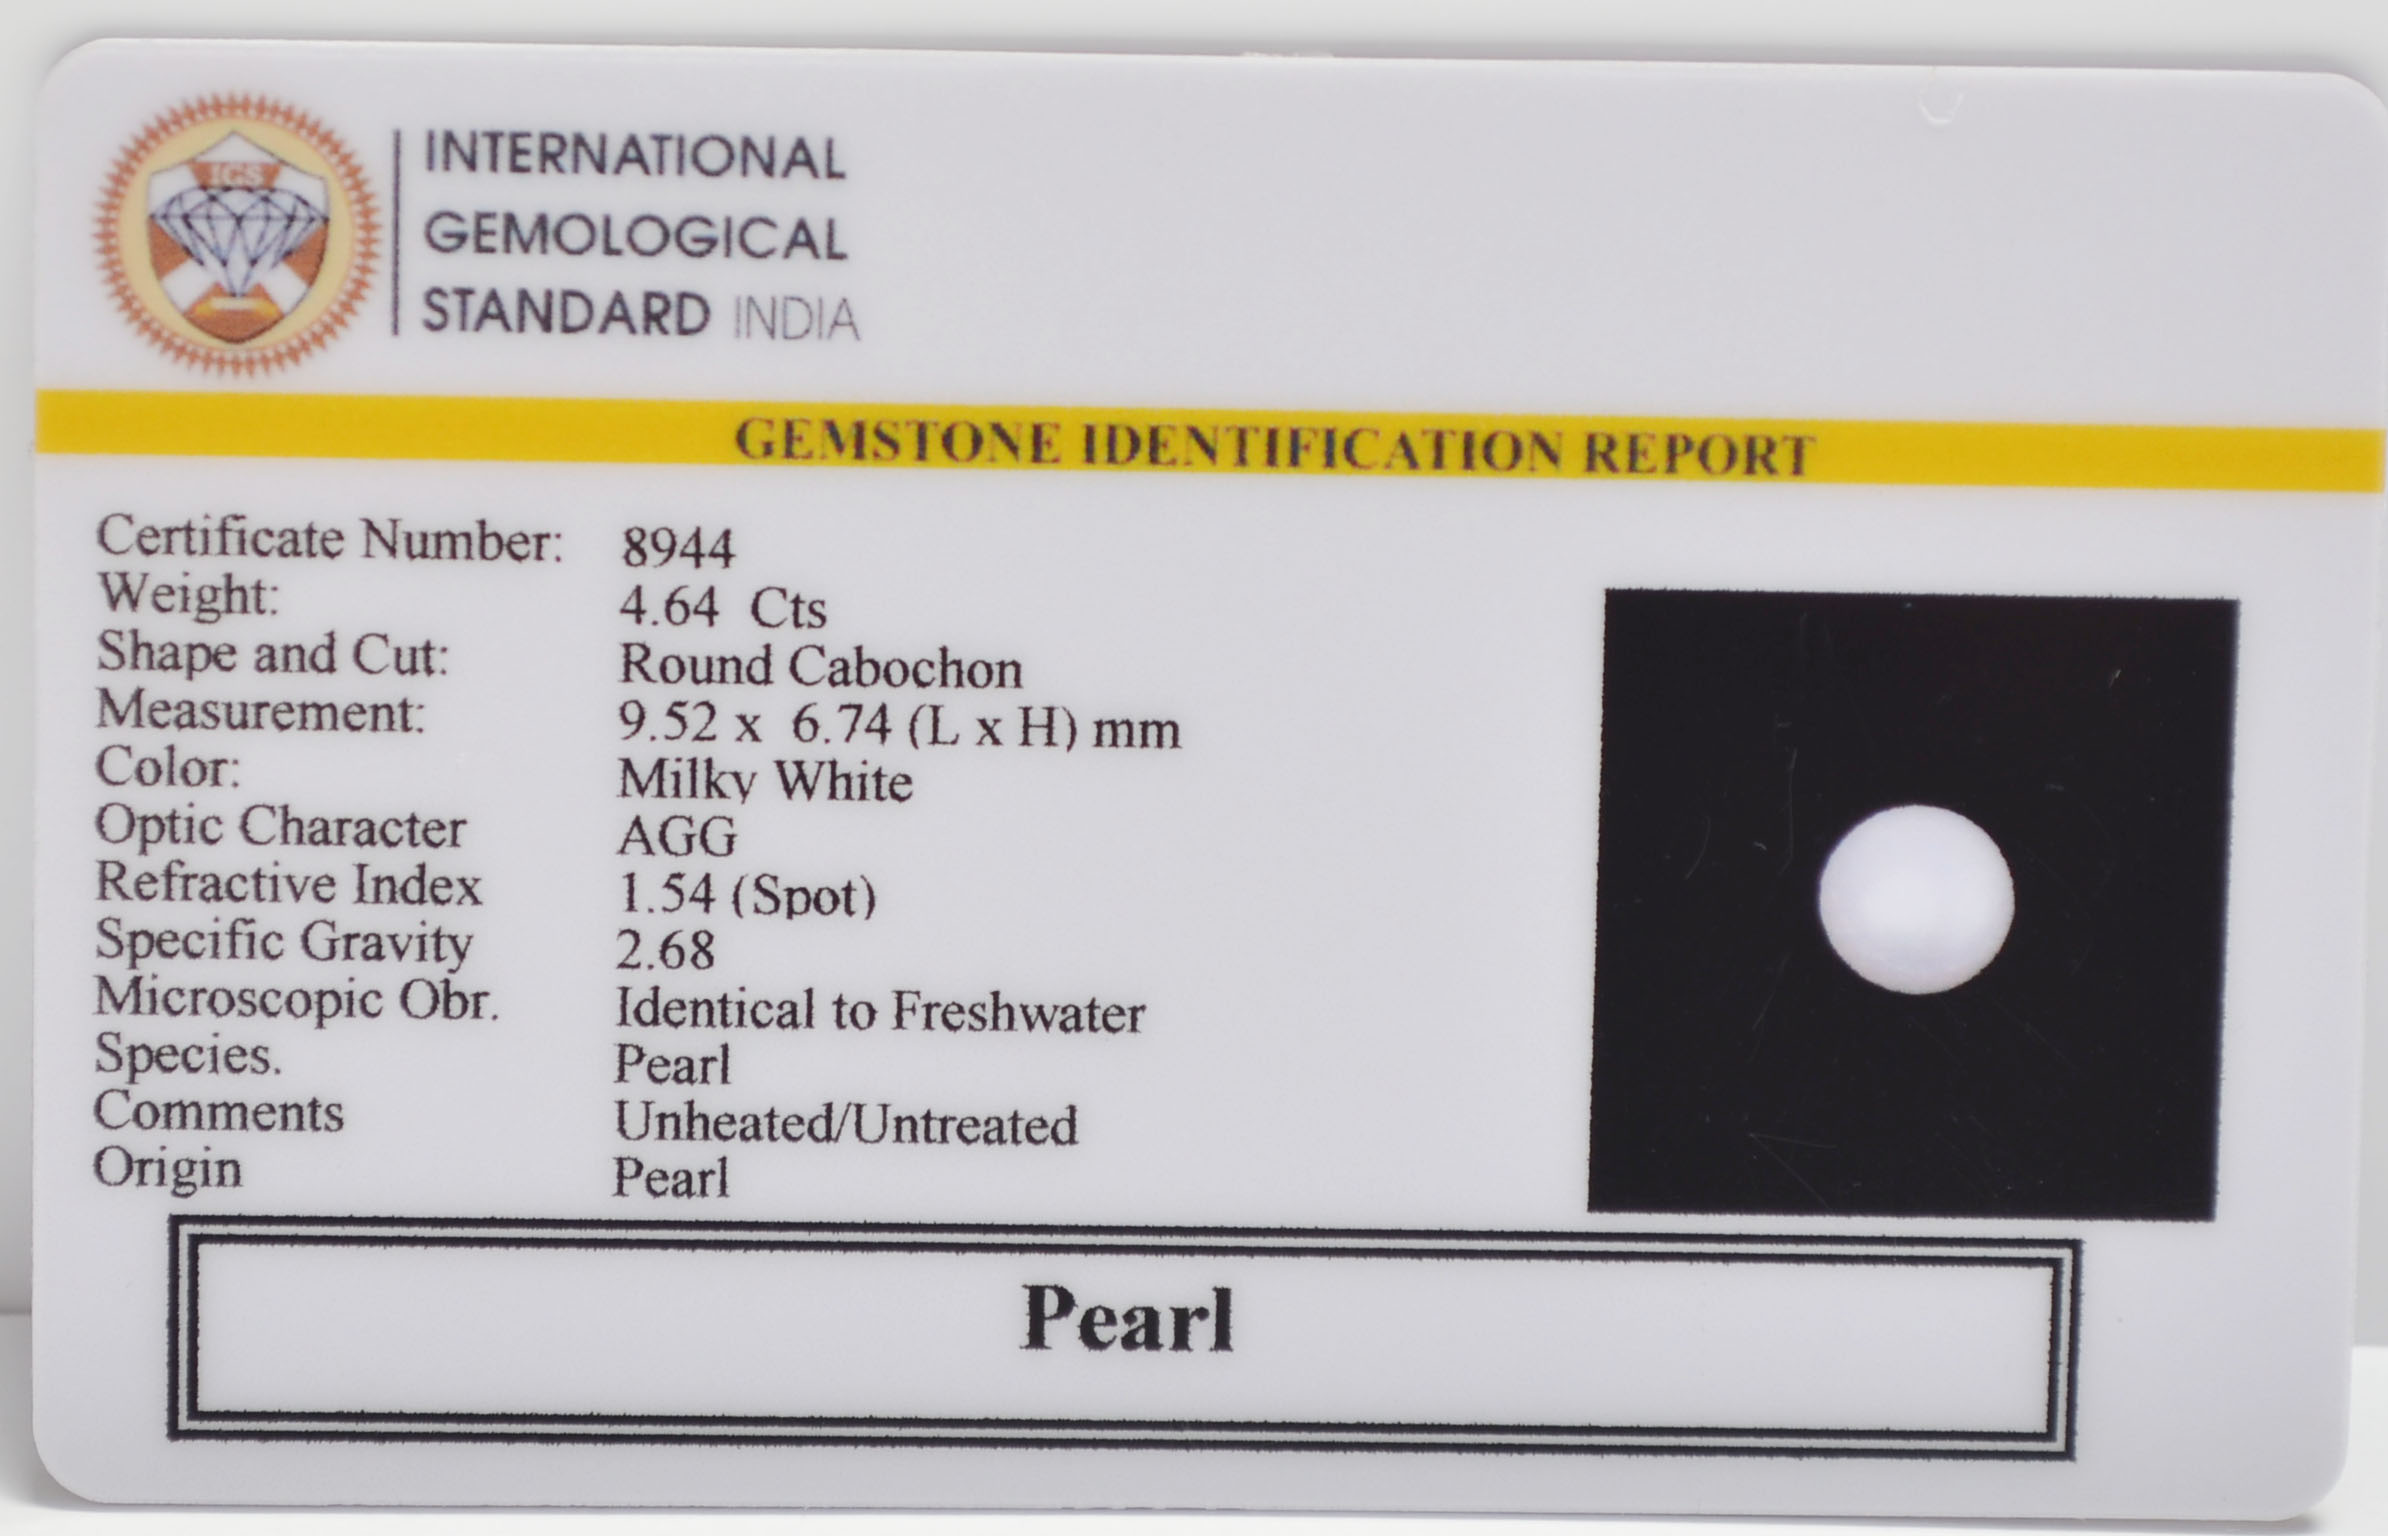 IGS
INTERNATIONAL
GEMOLOGICAL
STANDARD INDIA
GEMSTONE IDENTIFICATION REPORT
Certificate Number: 8944
Weight: 4.64 Cts
Shape and Cut: Round Cabochon
Measurement: 9.52 x 6.74 (L x H) mm
Color: Milky White
Optic Character AGG
Refractive Index 1.54 (Spot)
Specific Gravity 2.68
Microscopic Obr. Identical to Freshwater
Species. Pearl
Comments Unheated/Untreated
Origin Pearl
Pearl